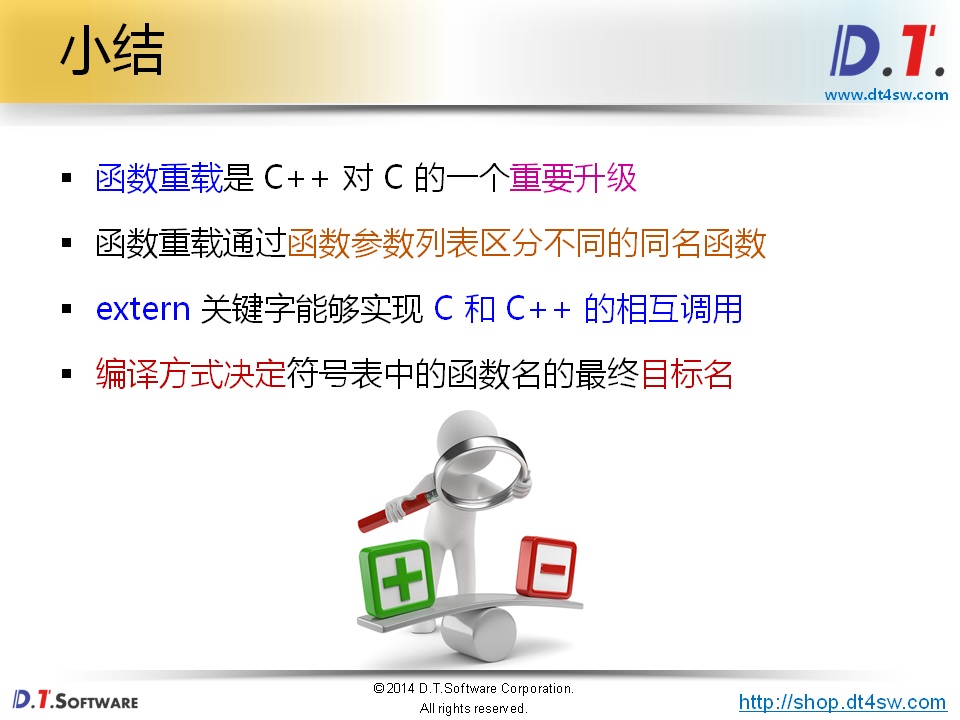 小结
D.T.
www.dt4sw.com
▪ 函数重载是 C++ 对 C 的一个重要升级
▪ 函数重载通过函数参数列表区分不同的同名函数
▪ extern 关键字能够实现 C 和 C++ 的相互调用
▪ 编译方式决定符号表中的函数名的最终目标名
D.T.SOFTWARE
©2014 D.T.Software Corporation.
All rights reserved.
http://shop.dt4sw.com